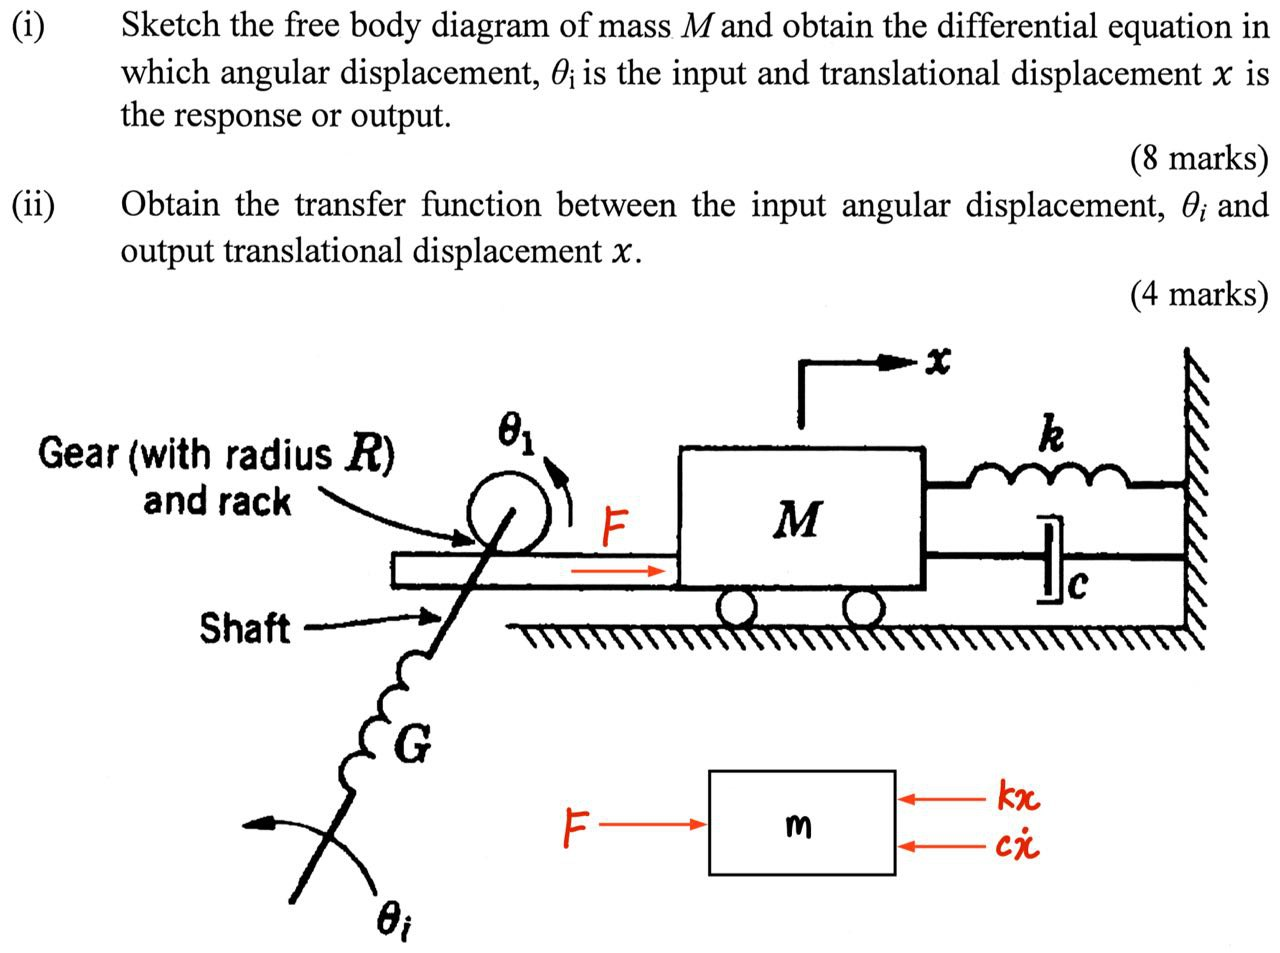 (i) Sketch the free body diagram of mass M and obtain the differential equation in
which angular displacement, θi is the input and translational displacement x is
the response or output.
(8 marks)
(ii) Obtain the transfer function between the input angular displacement, θi and
output translational displacement x.
(4 marks)
x
θ1
k
Gear (with radius R)
and rack
F
M
c
Shaft
G
kx
F
m
cẋ
θi